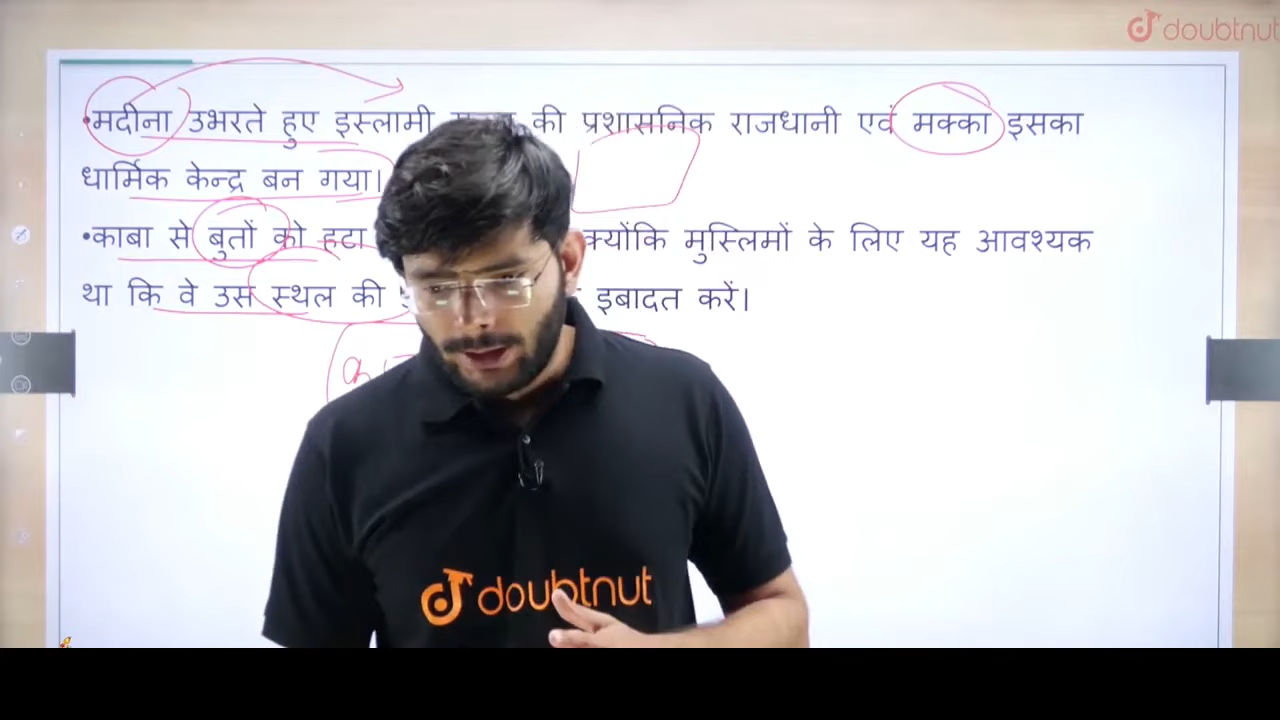 doubtnut
•मदीना उभरते हुए इस्लामी की प्रशासनिक राजधानी एवं मक्का इसका
धार्मिक केन्द्र बन गया।
•काबा से बुतों को हटा क्योंकि मुस्लिमों के लिए यह आवश्यक
था कि वे उस स्थल की इबादत करें।
doubtnut